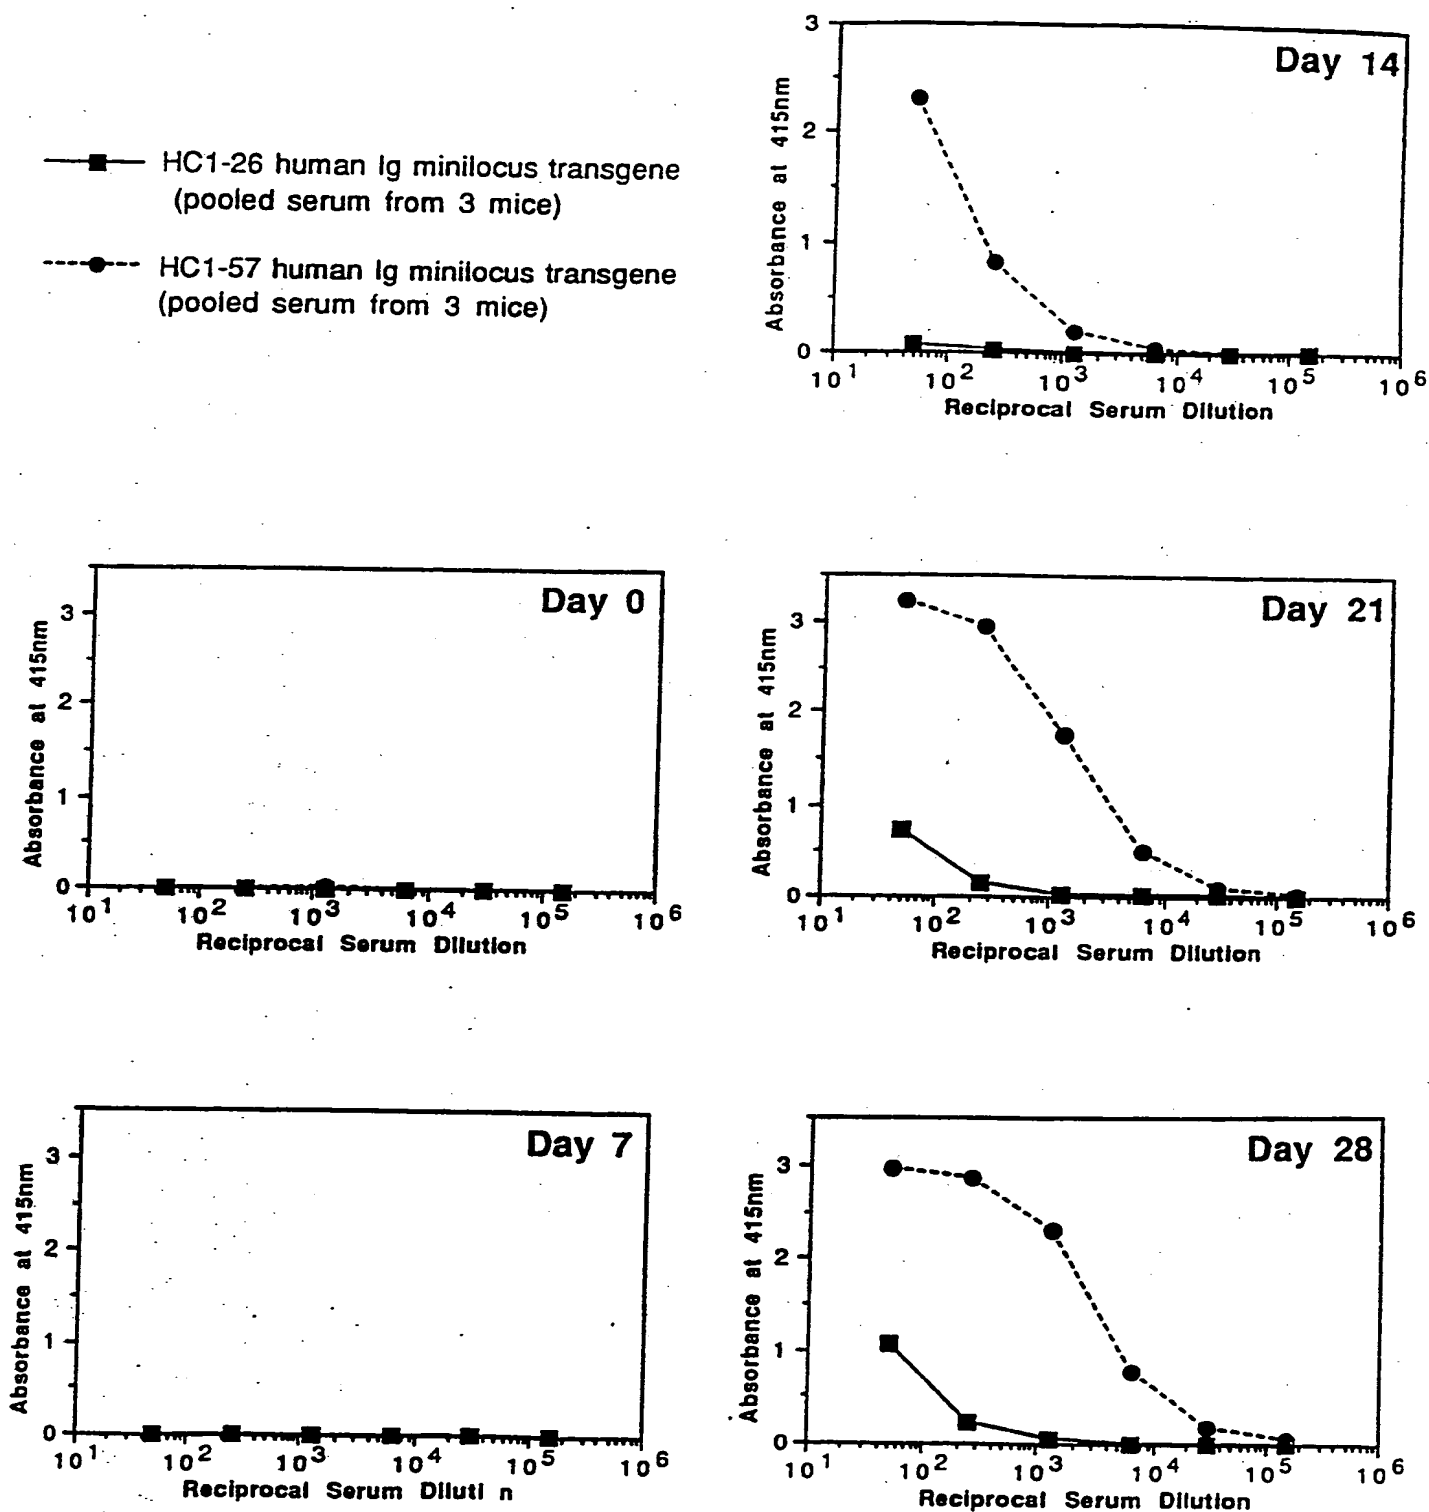 HC1-26 human Ig minilocus transgene
(pooled serum from 3 mice)
HC1-57 human Ig minilocus transgene
(pooled serum from 3 mice)
Day 14
Absorbance at 415nm
3
2
1
0
10^1 10^2 10^3 10^4 10^5 10^6
Reciprocal Serum Dilution
Day 0
Absorbance at 415nm
3
2
1
0
10^1 10^2 10^3 10^4 10^5 10^6
Reciprocal Serum Dilution
Day 21
Absorbance at 415nm
3
2
1
0
10^1 10^2 10^3 10^4 10^5 10^6
Reciprocal Serum Dilution
Day 7
Absorbance at 415nm
3
2
1
0
10^1 10^2 10^3 10^4 10^5 10^6
Reciprocal Serum Diluti n
Day 28
Absorbance at 415nm
3
2
1
0
10^1 10^2 10^3 10^4 10^5 10^6
Reciprocal Serum Dilution